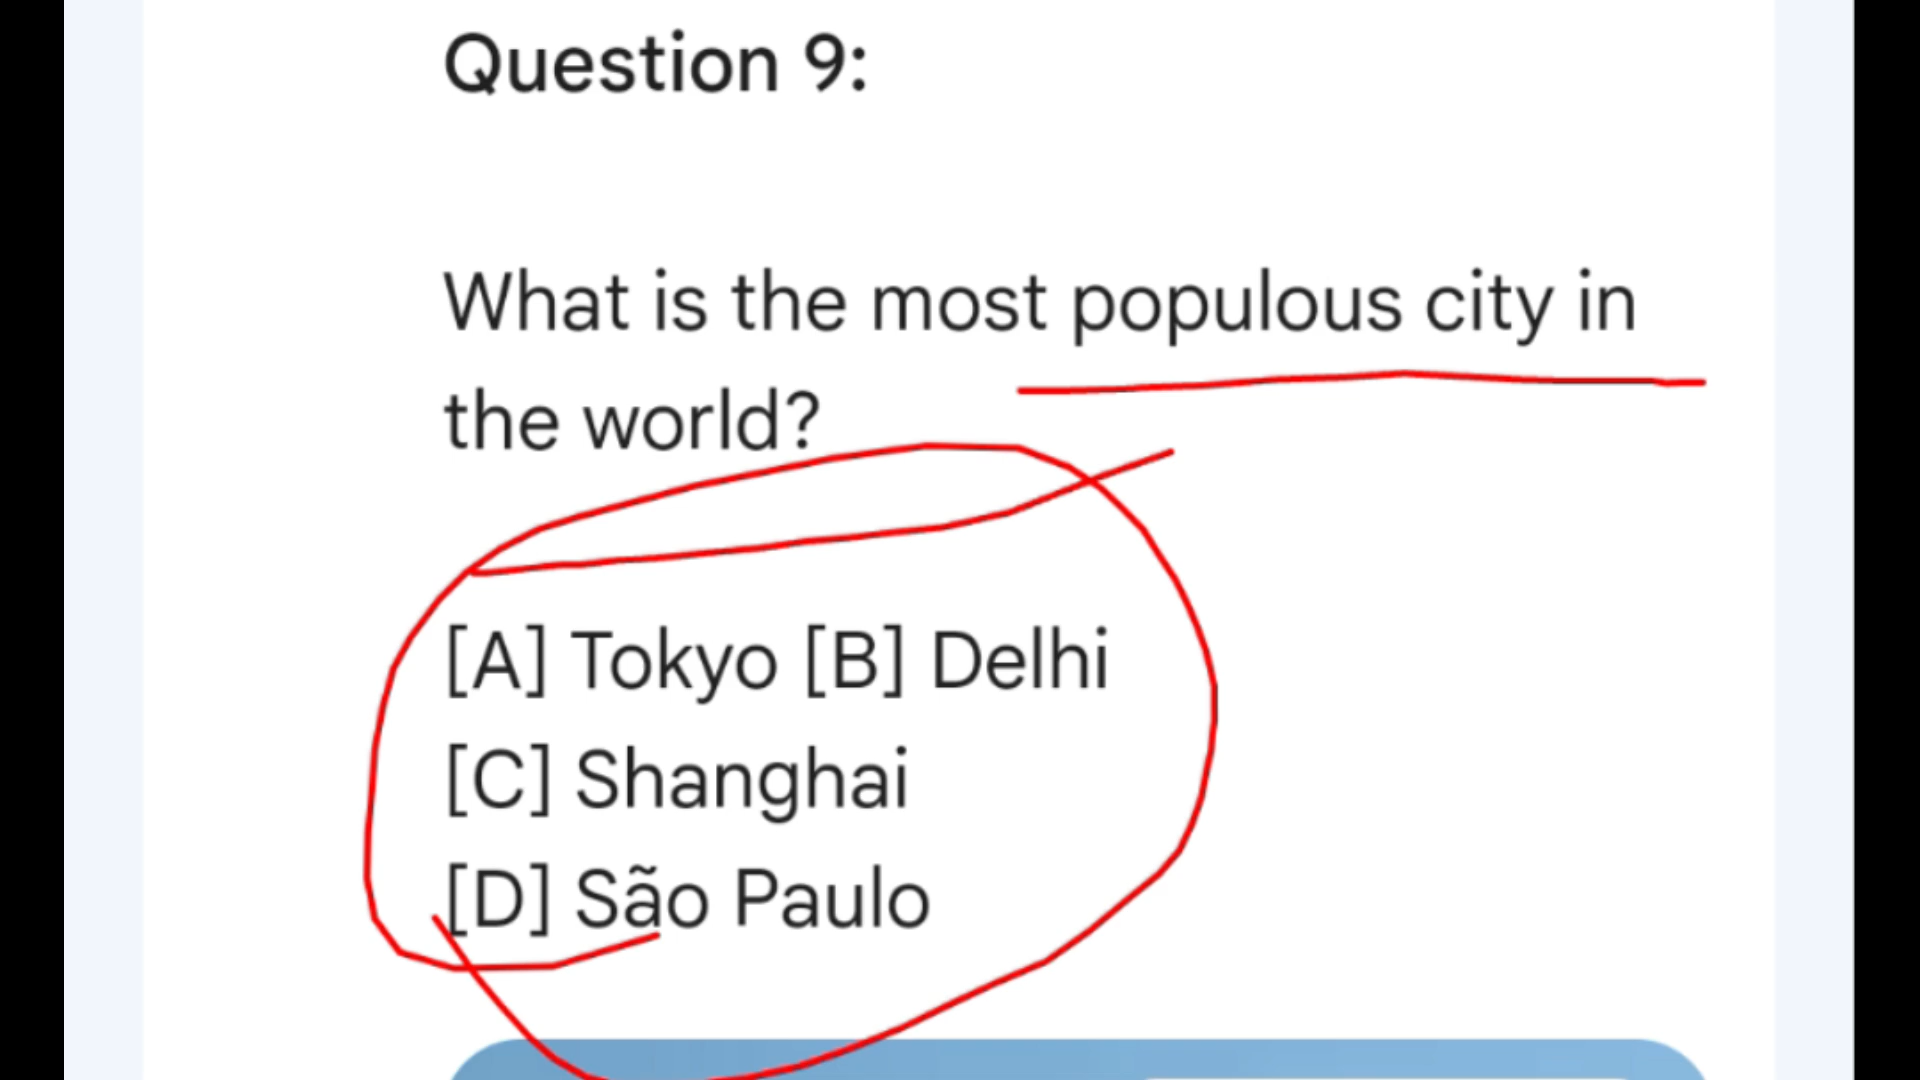 Question 9:
What is the most populous city in
the world?
[A] Tokyo [B] Delhi
[C] Shanghai
[D] São Paulo